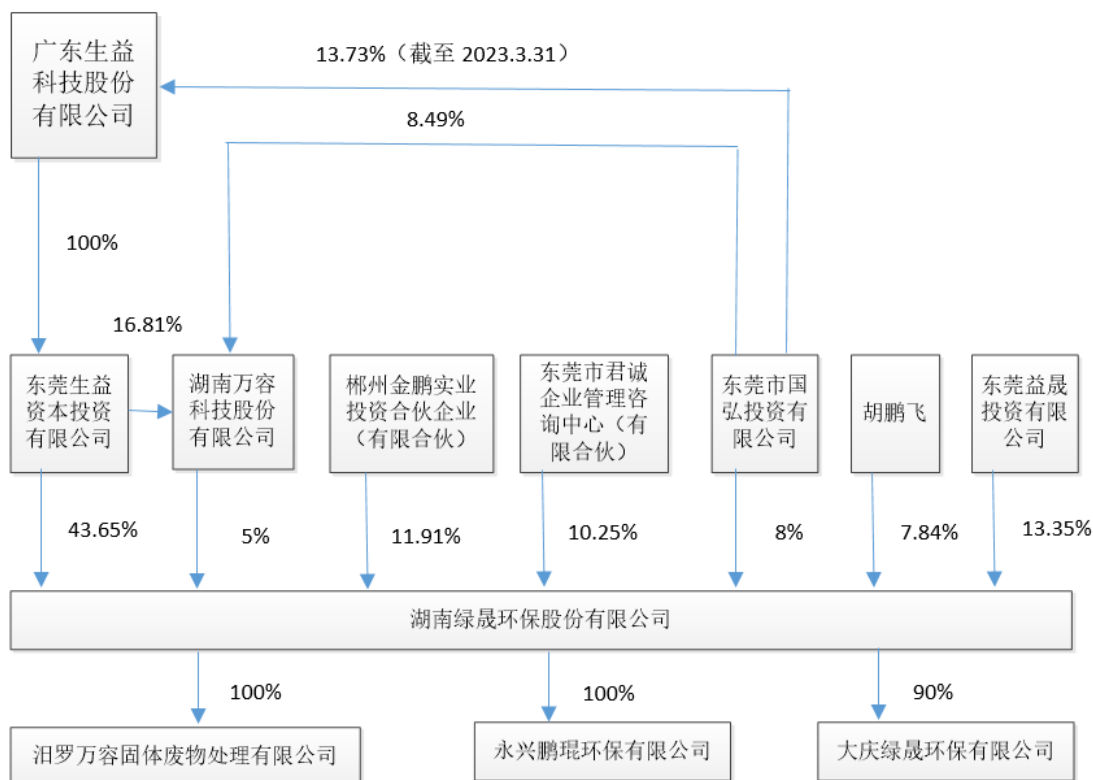 广东生益
科技股份
有限公司
13.73%（截至 2023.3.31）
8.49%
100%
16.81%
东莞生益
资本投资
有限公司
湖南万容
科技股份
有限公司
郴州金鹏实业
投资合伙企业
（有限合伙）
东莞市君诚
企业管理咨
询中心（有
限合伙）
东莞市国
弘投资有
限公司
胡鹏飞
东莞益晟
投资有限
公司
43.65%
5%
11.91%
10.25%
8%
7.84%
13.35%
湖南绿晟环保股份有限公司
100%
100%
90%
汨罗万容固体废物处理有限公司
永兴鹏琨环保有限公司
大庆绿晟环保有限公司